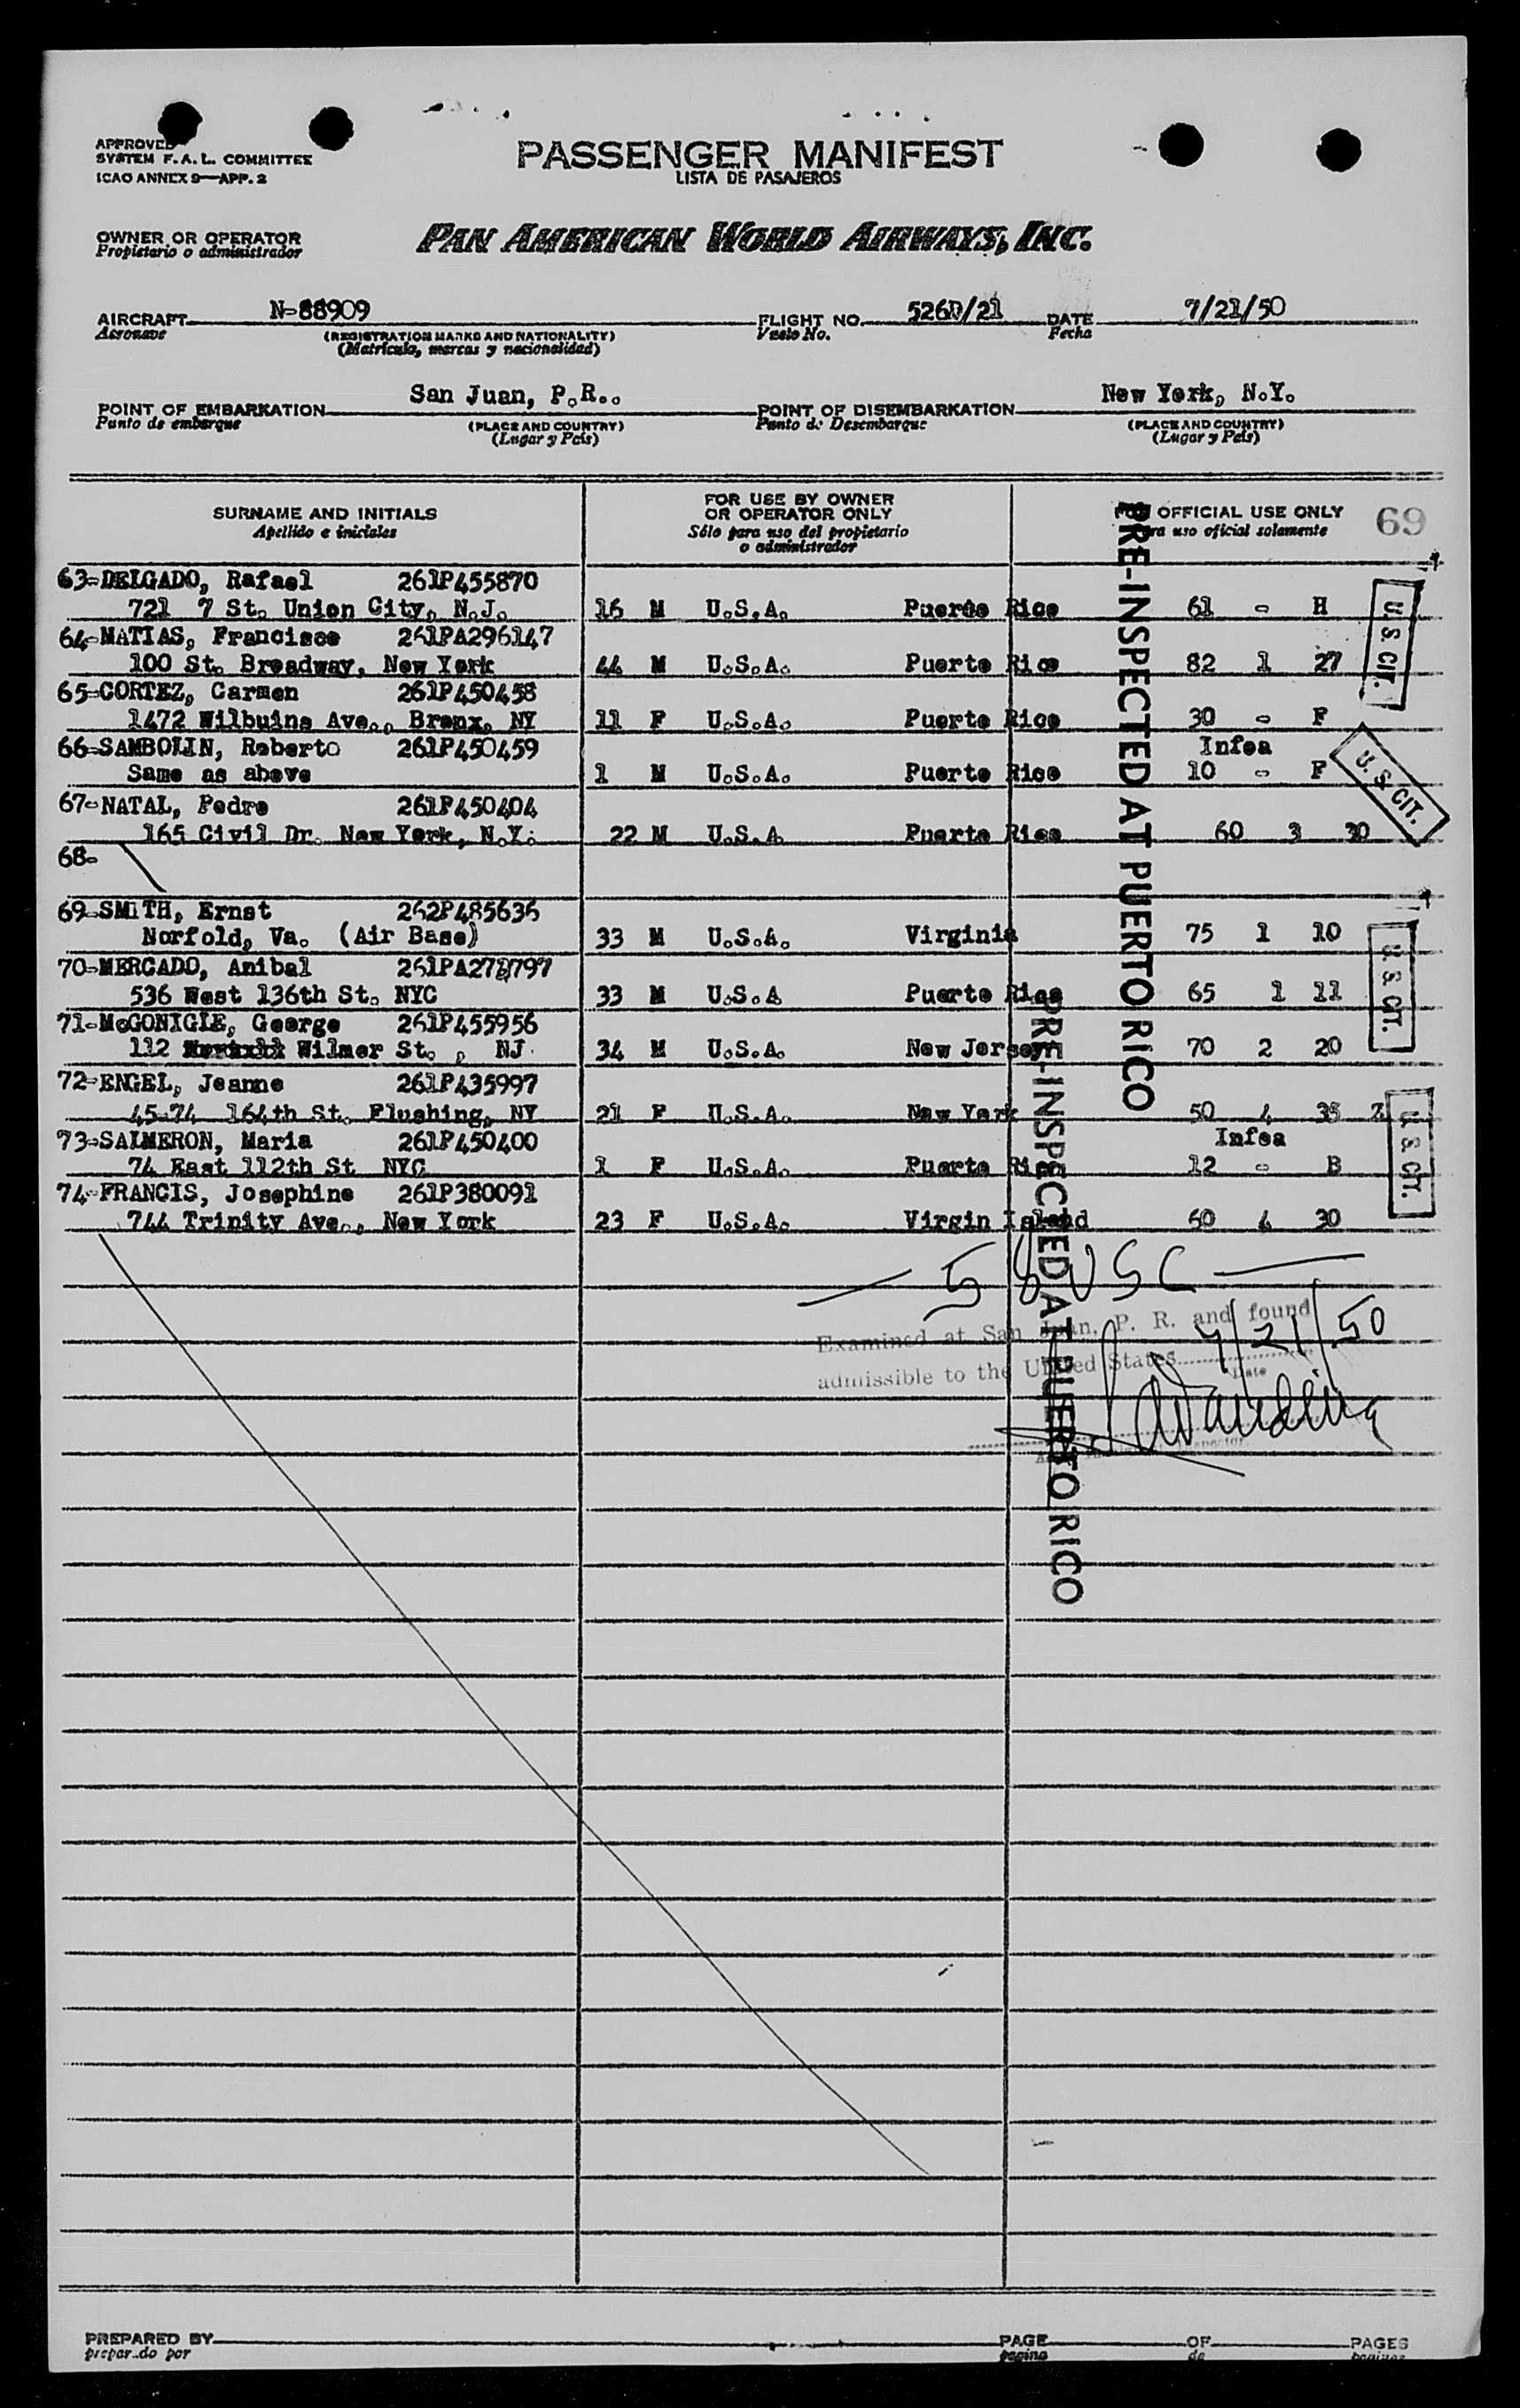 APPROVED
SYSTEM F.A.L. COMMITTEE
ICAO ANNEX 9—APP. 2
PASSENGER MANIFEST
LISTA DE PASAJEROS
OWNER OR OPERATOR
Propietario o administrador
PAN AMERICAN WORLD AIRWAYS, INC.
AIRCRAFT N-88909 FLIGHT NO. 526D/21 DATE 7/21/50
Aeronave (REGISTRATION MARKS AND NATIONALITY) Vuelo No. Fecha
(Matrícula, marcas y nacionalidad)
POINT OF EMBARKATION San Juan, P.R.. POINT OF DISEMBARKATION New York, N.Y.
Punto de embarque (PLACE AND COUNTRY) Punto de Desembarque (PLACE AND COUNTRY)
(Lugar y País) (Lugar y País)
SURNAME AND INITIALS
Apellido e iniciales
FOR USE BY OWNER
OR OPERATOR ONLY
Sólo para uso del propietario
o administrador
FOR OFFICIAL USE ONLY
Para uso oficial solamente
69
63-DELGADO, Rafael 261P455870
721 7 St. Union City, N.J. 16 M U.S.A. Puerto Rico 61 - H
64-MATIAS, Francisco 261PA296147
100 St. Broadway, New York 44 M U.S.A. Puerto Rico 82 1 27
65-CORTEZ, Carmen 261P450458
1472 Wilbuins Ave., Bronx, NY 11 F U.S.A. Puerto Rico 30 - F
66-SAMBOLIN, Roberto 261P450459 Infea
Same as above 1 M U.S.A. Puerto Rico 10 - F
67-NATAL, Pedro 261P450404
165 Civil Dr. New York, N.Y. 22 M U.S.A. Puerto Rico 60 3 30
68-
69-SMITH, Ernst 262P485636
Norfold, Va. (Air Base) 33 M U.S.A. Virginia 75 1 10
70-MERCADO, Anibal
536 West 136th St. NYC 33 M U.S.A Puerto Rico 65 1 11
71-McGONIGLE, George 261P455956
112 Wilmer St. , NJ 34 M U.S.A. New Jersey 70 2 20
72-ENGEL, Jeanne 261P435997
45-74 164th St. Flushing, NY 21 F U.S.A. New York 50 4 35
73-SALMERON, Maria 261P450400 Infea
74 East 112th St NYC 1 F U.S.A. Puerto Rico 12 - B
74-FRANCIS, Josephine 261P380091
744 Trinity Ave., New York 23 F U.S.A. Virgin Island 60 4 30
PRE-INSPECTED AT PUERTO RICO
PRE-INSPECTED AT PUERTO RICO
U.S. CIT.
U.S. CIT.
U.S. CIT.
U.S. CIT.
58 USC
Examined at San Juan, P. R. and found
admissible to the United States 7/21/50
Date
PREPARED BY PAGE OF PAGES
preparado por pagina de paginas